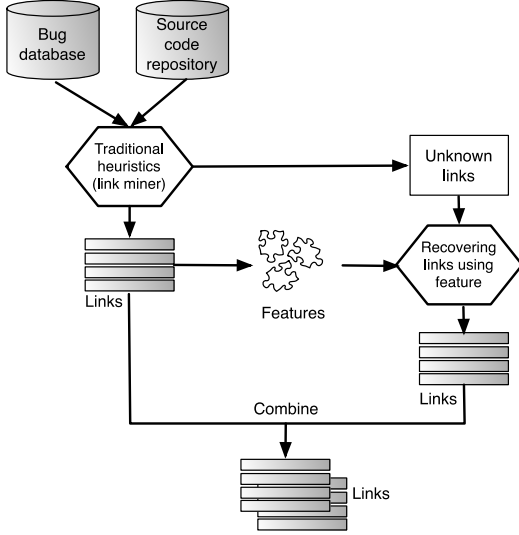 Bug
database
Source
code
repository
Traditional
heuristics
(link miner)
Unknown
links
Links
Features
Recovering
links using
feature
Links
Combine
Links